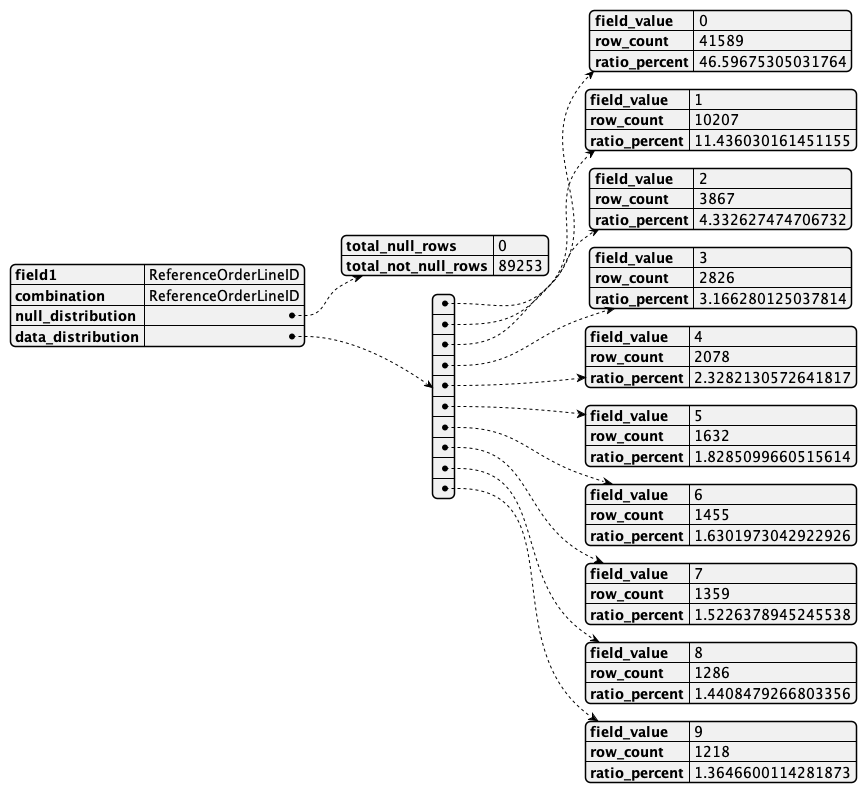 field1 ReferenceOrderLineID
combination ReferenceOrderLineID
null_distribution
data_distribution
total_null_rows 0
total_not_null_rows 89253
field_value 0
row_count 41589
ratio_percent 46.59675305031764
field_value 1
row_count 10207
ratio_percent 11.436030161451155
field_value 2
row_count 3867
ratio_percent 4.332627474706732
field_value 3
row_count 2826
ratio_percent 3.166280125037814
field_value 4
row_count 2078
ratio_percent 2.3282130572641817
field_value 5
row_count 1632
ratio_percent 1.8285099660515614
field_value 6
row_count 1455
ratio_percent 1.6301973042922926
field_value 7
row_count 1359
ratio_percent 1.5226378945245538
field_value 8
row_count 1286
ratio_percent 1.4408479266803356
field_value 9
row_count 1218
ratio_percent 1.3646600114281873